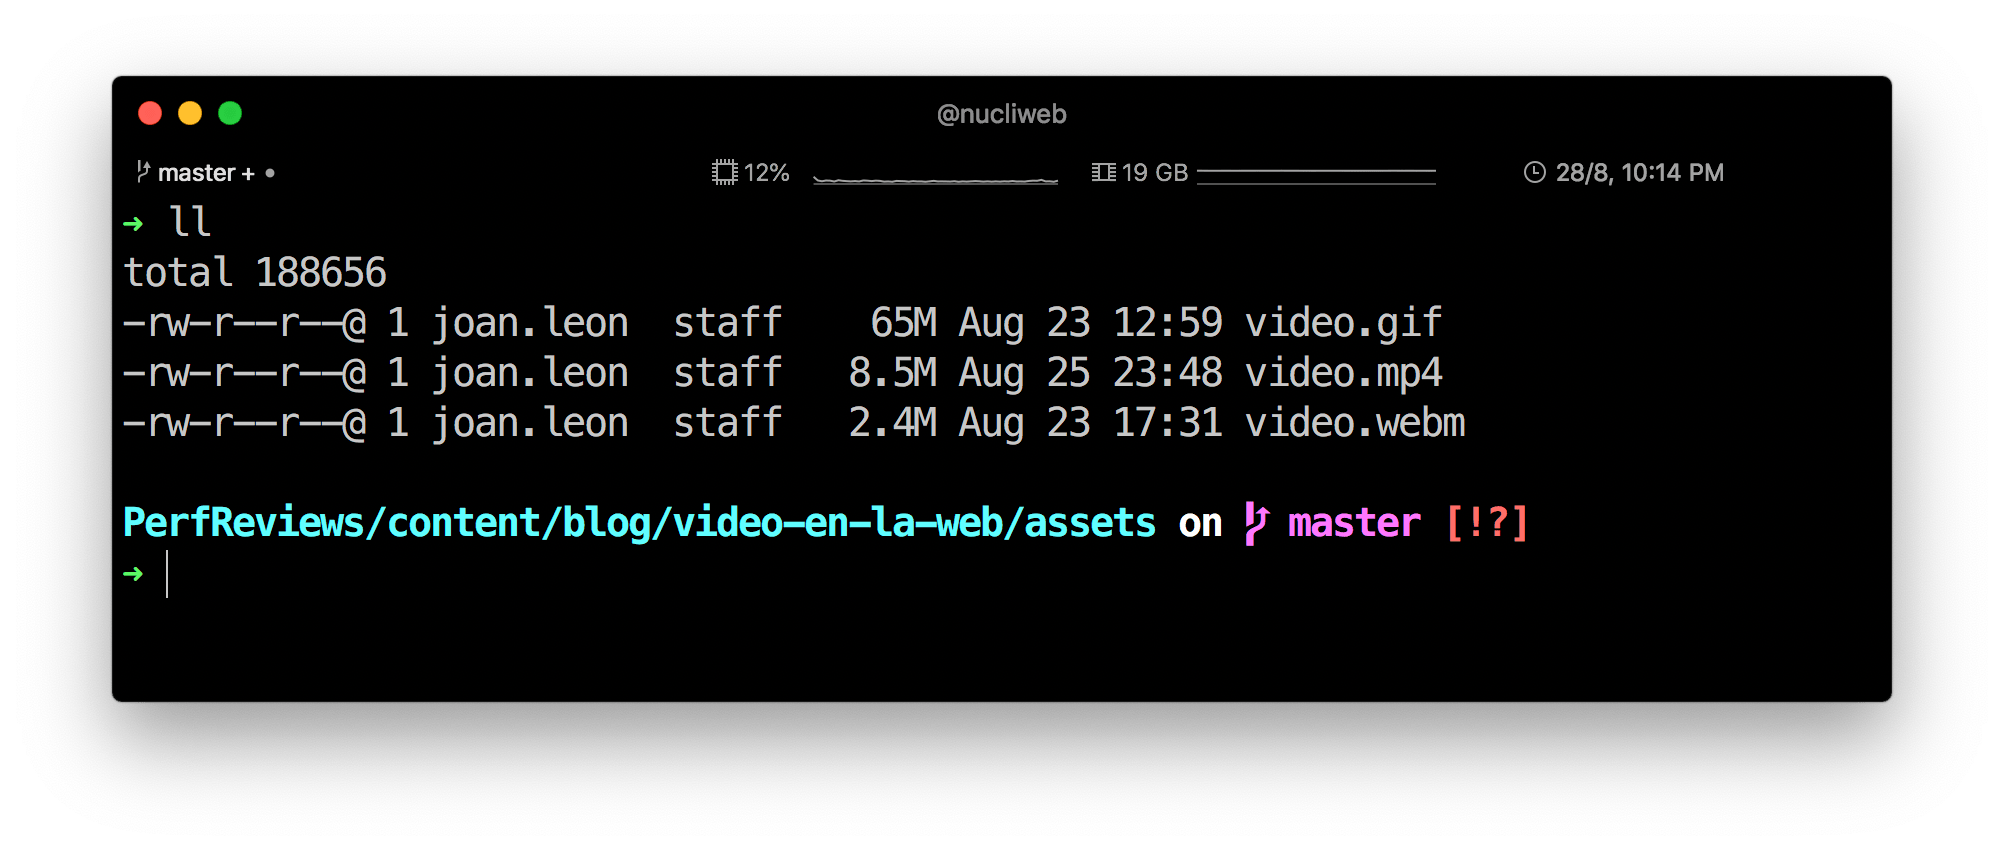 @nucliweb
master + • 12% 19 GB 28/8, 10:14 PM
➜ ll
total 188656
-rw-r--r--@ 1 joan.leon  staff    65M Aug 23 12:59 video.gif
-rw-r--r--@ 1 joan.leon  staff   8.5M Aug 25 23:48 video.mp4
-rw-r--r--@ 1 joan.leon  staff   2.4M Aug 23 17:31 video.webm
PerfReviews/content/blog/video-en-la-web/assets on master [!?]
➜